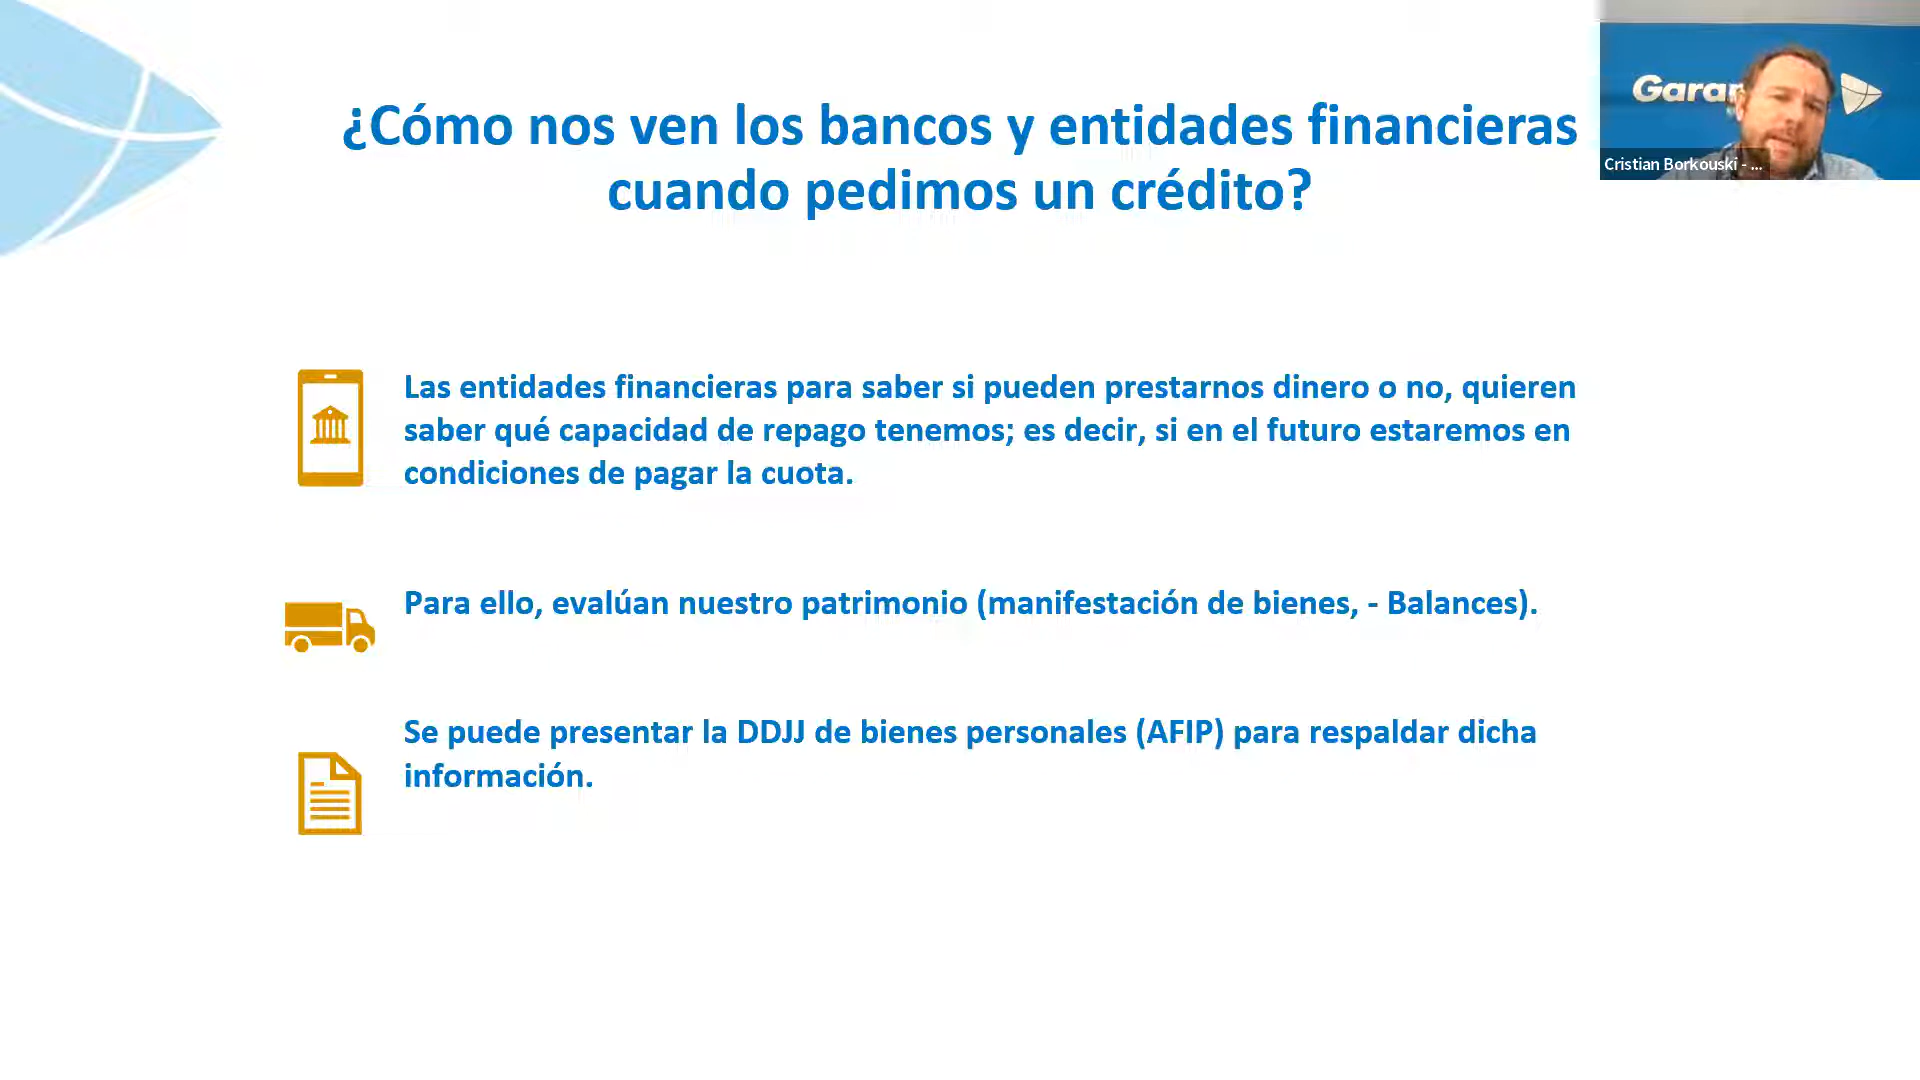 ¿Cómo nos ven los bancos y entidades financieras
cuando pedimos un crédito?
Garan
Cristian Borkouski - ...
Las entidades financieras para saber si pueden prestarnos dinero o no, quieren
saber qué capacidad de repago tenemos; es decir, si en el futuro estaremos en
condiciones de pagar la cuota.
Para ello, evalúan nuestro patrimonio (manifestación de bienes, - Balances).
Se puede presentar la DDJJ de bienes personales (AFIP) para respaldar dicha
información.